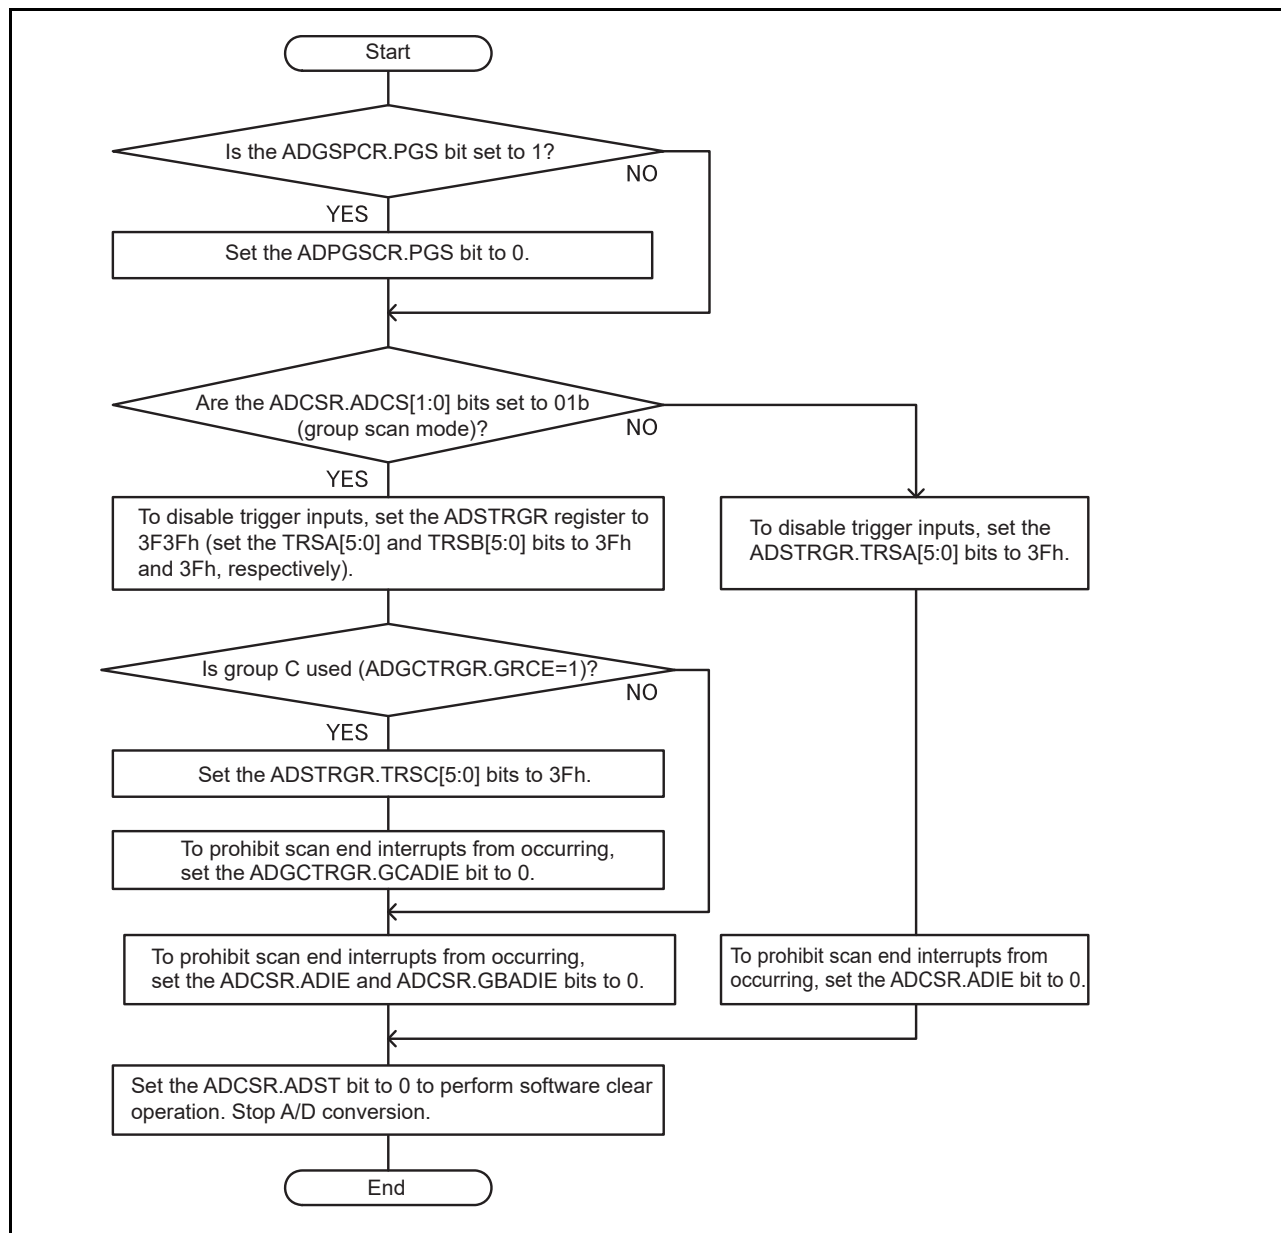 Start
Is the ADGSPCR.PGS bit set to 1?
NO
YES
Set the ADPGSCR.PGS bit to 0.
Are the ADCSR.ADCS[1:0] bits set to 01b
(group scan mode)?
NO
YES
To disable trigger inputs, set the ADSTRGR register to
3F3Fh (set the TRSA[5:0] and TRSB[5:0] bits to 3Fh
and 3Fh, respectively).
To disable trigger inputs, set the
ADSTRGR.TRSA[5:0] bits to 3Fh.
Is group C used (ADGCTRGR.GRCE=1)?
NO
YES
Set the ADSTRGR.TRSC[5:0] bits to 3Fh.
To prohibit scan end interrupts from occurring,
set the ADGCTRGR.GCADIE bit to 0.
To prohibit scan end interrupts from occurring,
set the ADCSR.ADIE and ADCSR.GBADIE bits to 0.
To prohibit scan end interrupts from
occurring, set the ADCSR.ADIE bit to 0.
Set the ADCSR.ADST bit to 0 to perform software clear
operation. Stop A/D conversion.
End